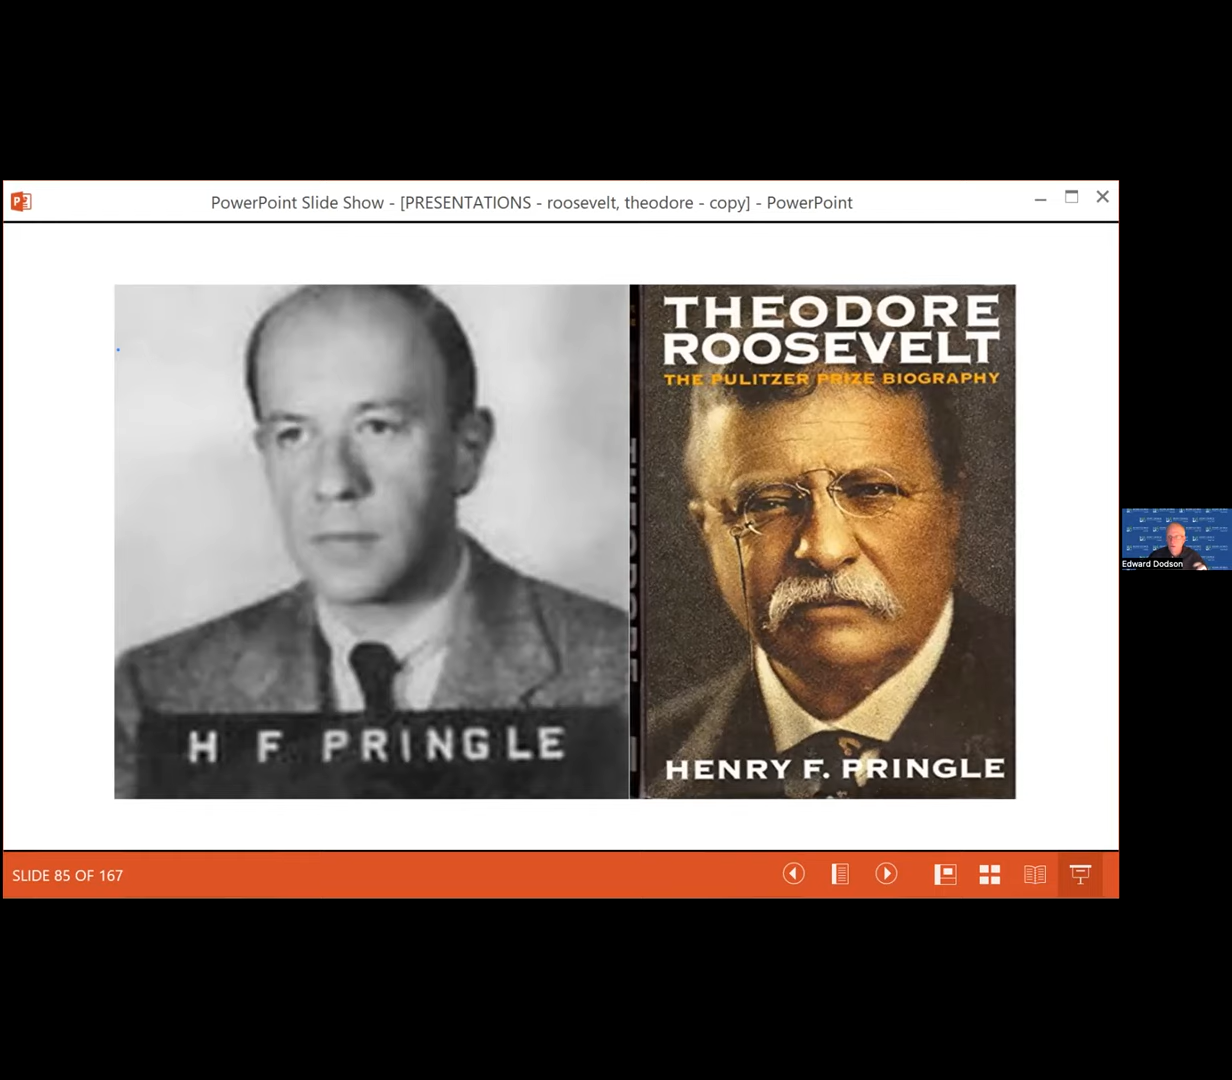 PowerPoint Slide Show - [PRESENTATIONS - roosevelt, theodore - copy] - PowerPoint
H F PRINGLE
THEODORE
ROOSEVELT
THE PULITZER PRIZE BIOGRAPHY
HENRY F. PRINGLE
Edward Dodson
SLIDE 85 OF 167